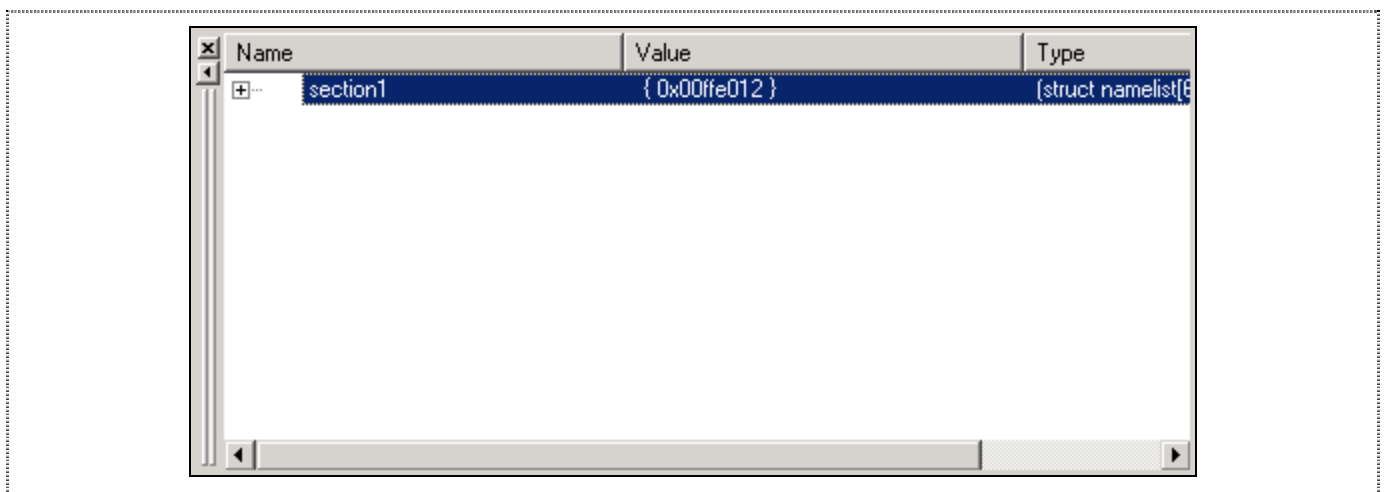 Name Value Type
section1 { 0x00ffe012 } (struct namelist[